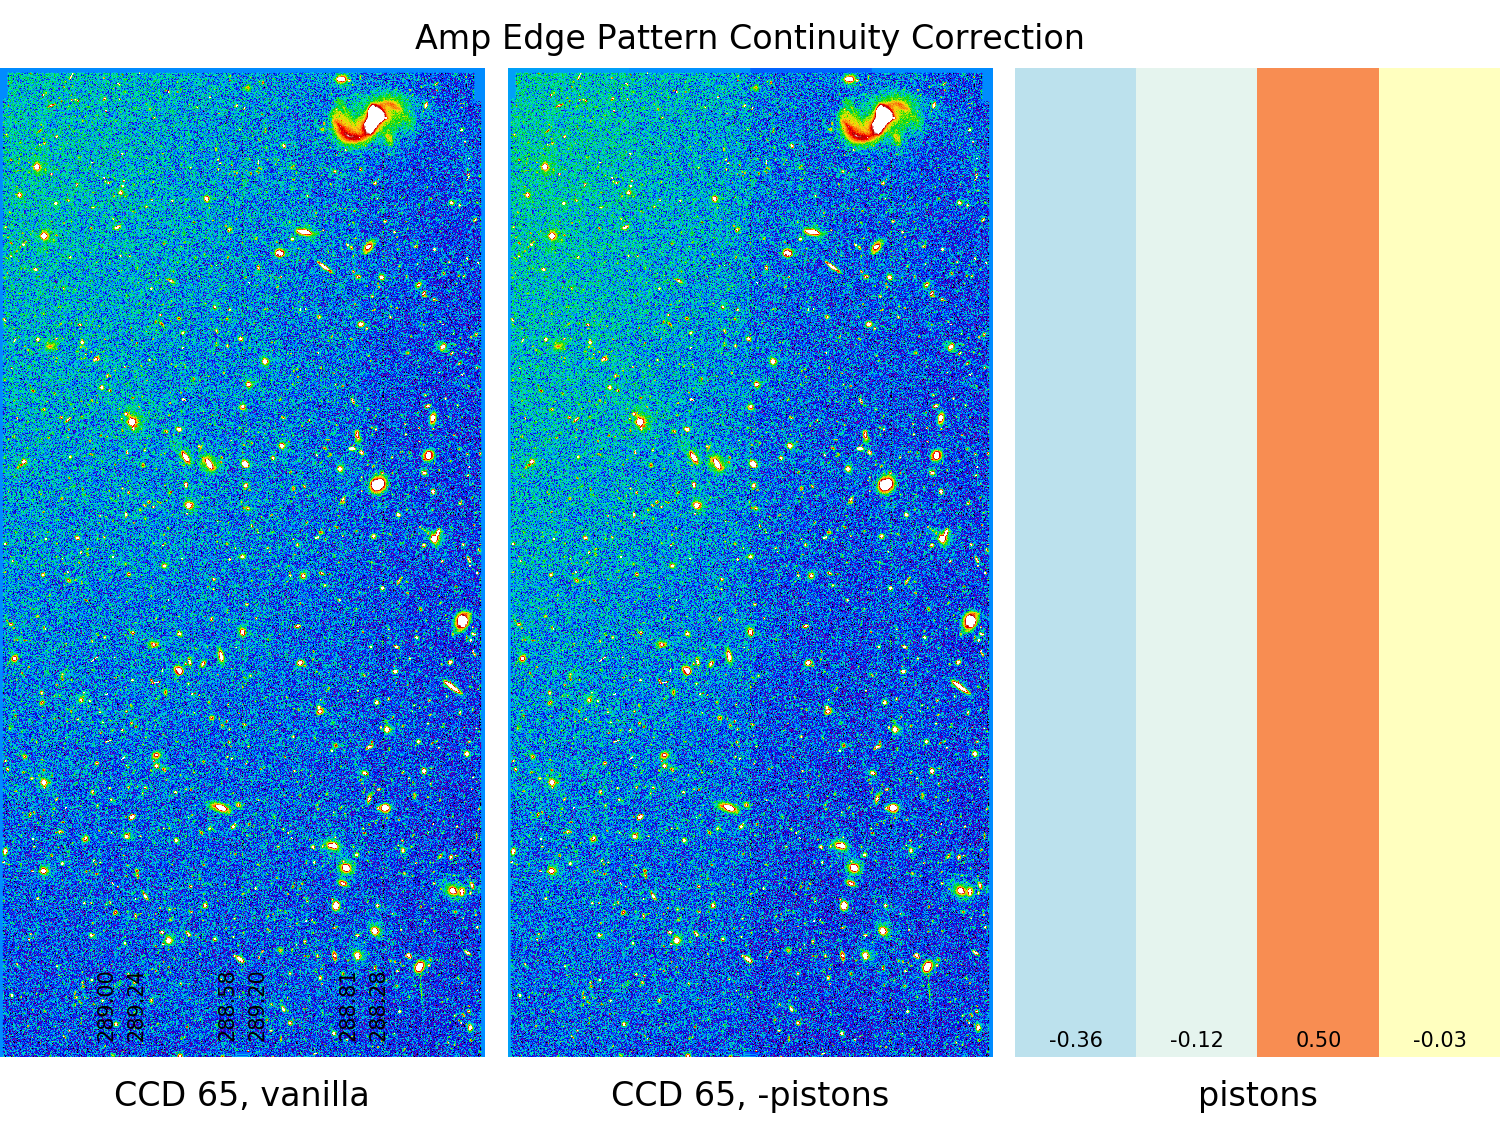 Amp Edge Pattern Continuity Correction
289.00
289.24
288.58
289.20
288.81
288.28
-0.36
-0.12
0.50
-0.03
CCD 65, vanilla
CCD 65, -pistons
pistons